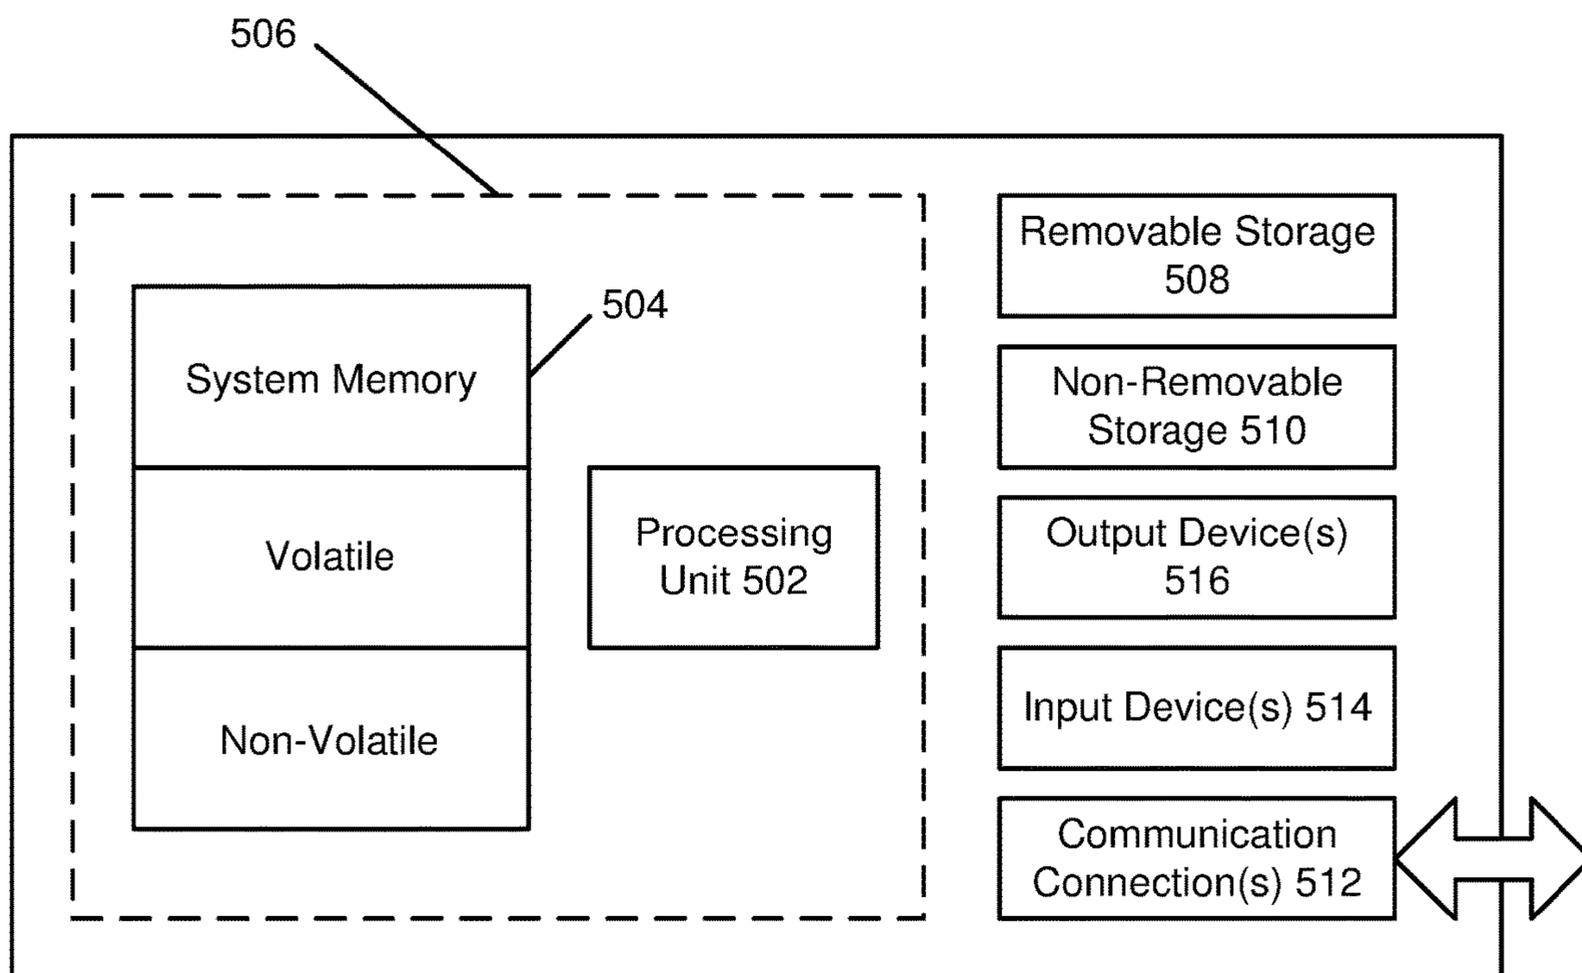 506
504
System Memory
Volatile
Non-Volatile
Processing
Unit 502
Removable Storage
508
Non-Removable
Storage 510
Output Device(s)
516
Input Device(s) 514
Communication
Connection(s) 512